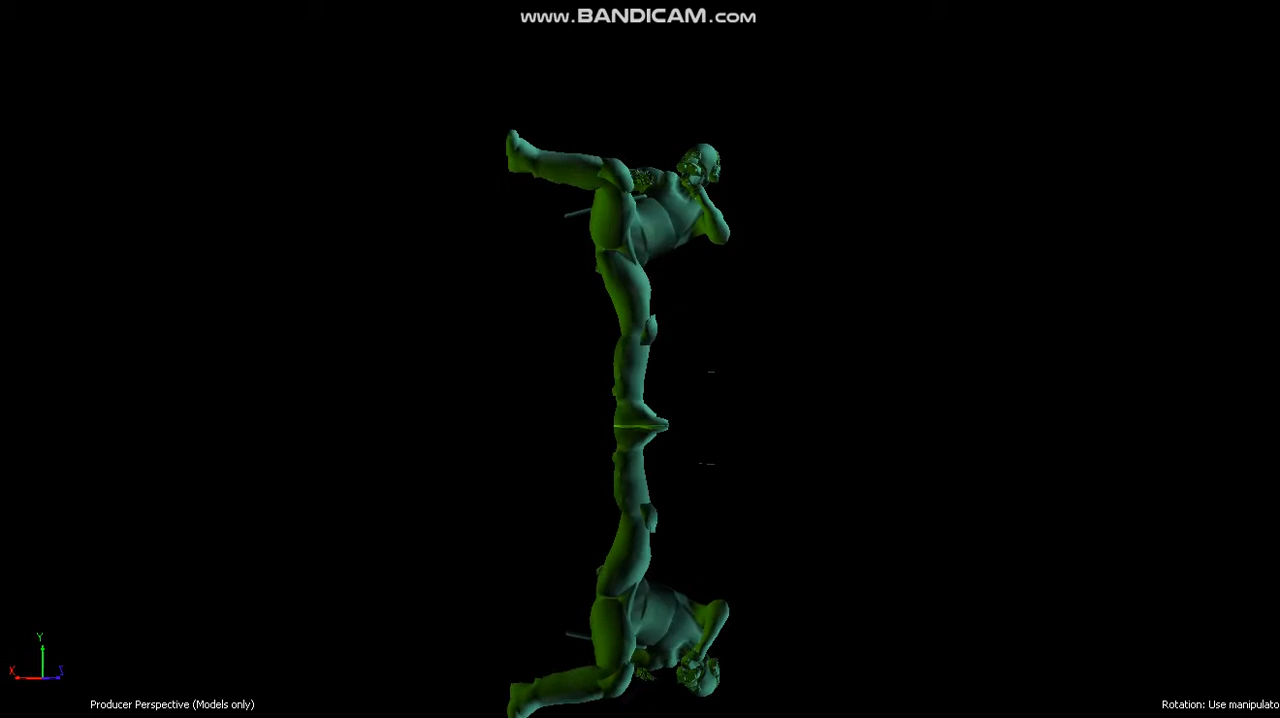 www.BANDICAM.com
Y
X
Z
Producer Perspective (Models only)
Rotation: Use manipulato